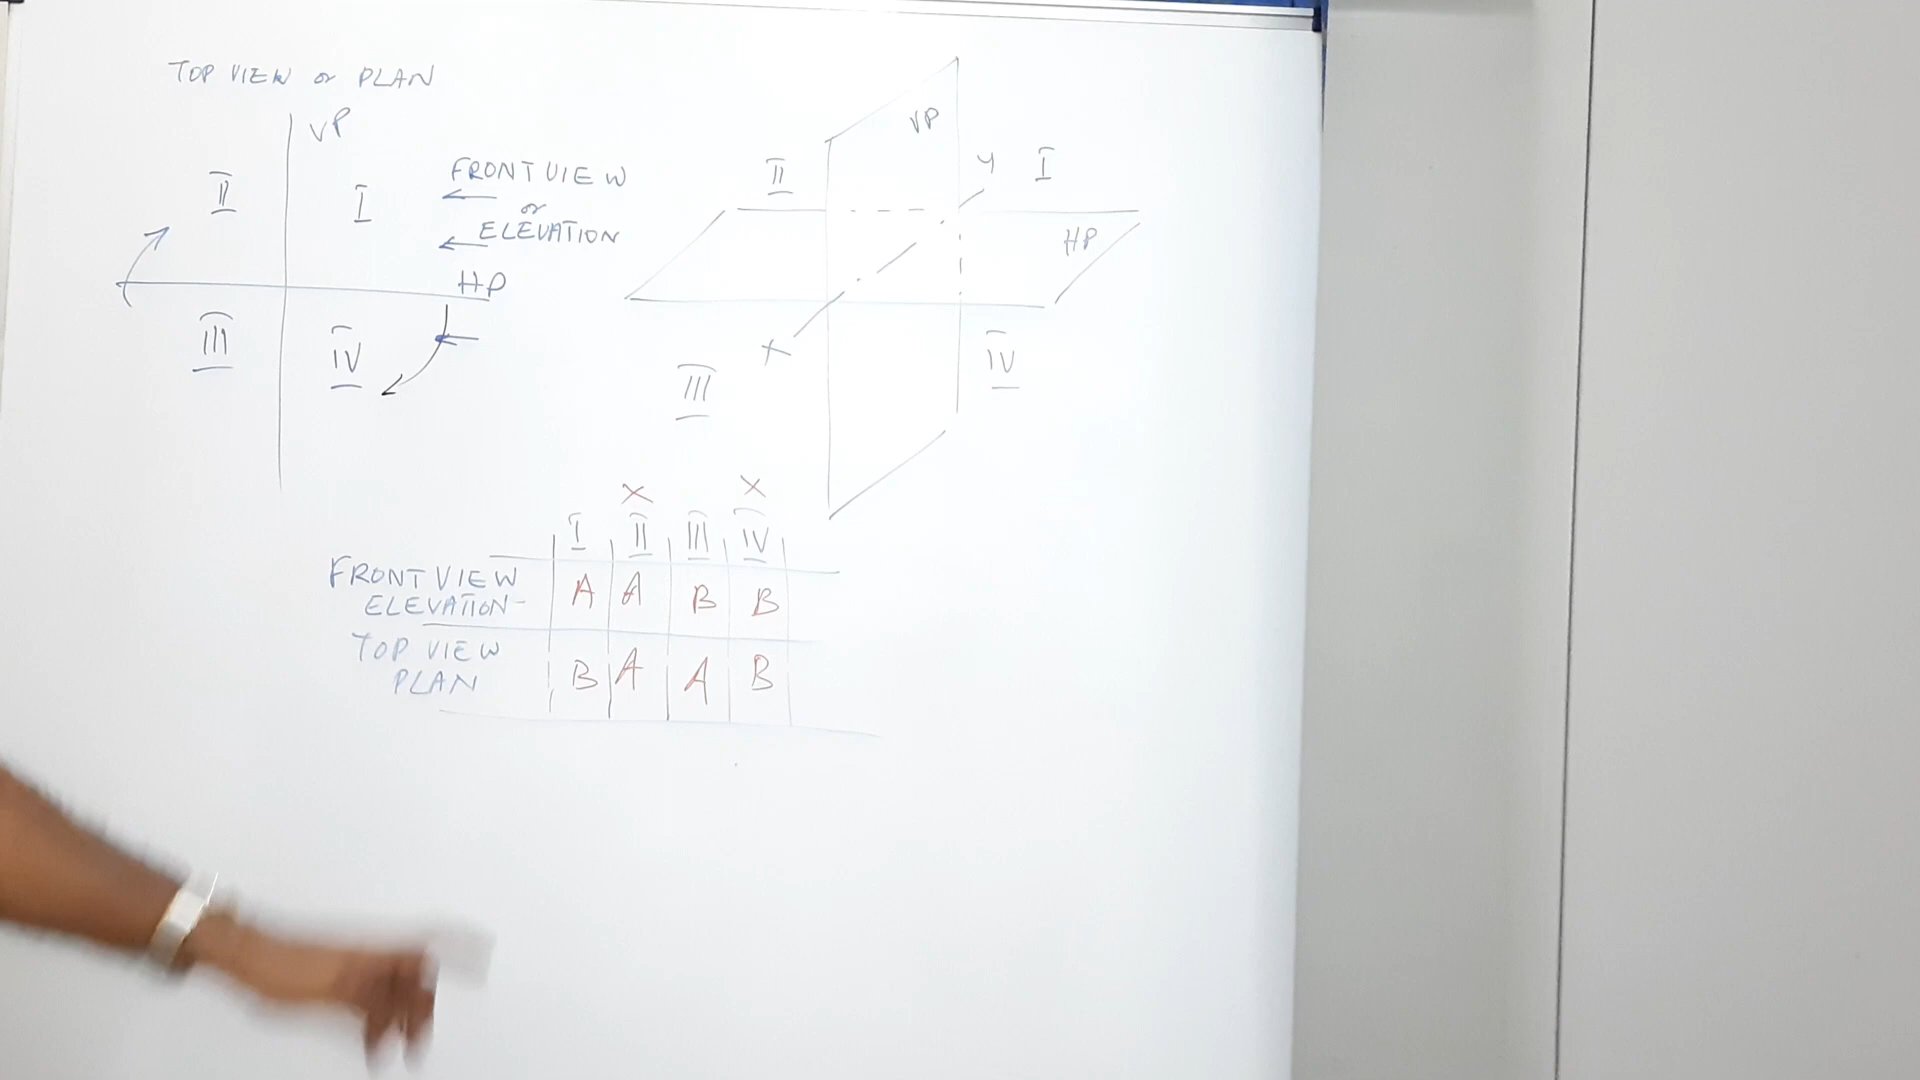 TOP VIEW or PLAN
VP
II
I
FRONT VIEW
or
ELEVATION
HP
III
IV
VP
II
Y
I
HP
X
III
IV
X X
I II III IV
FRONT VIEW
ELEVATION- A A B B
TOP VIEW
PLAN B A A B